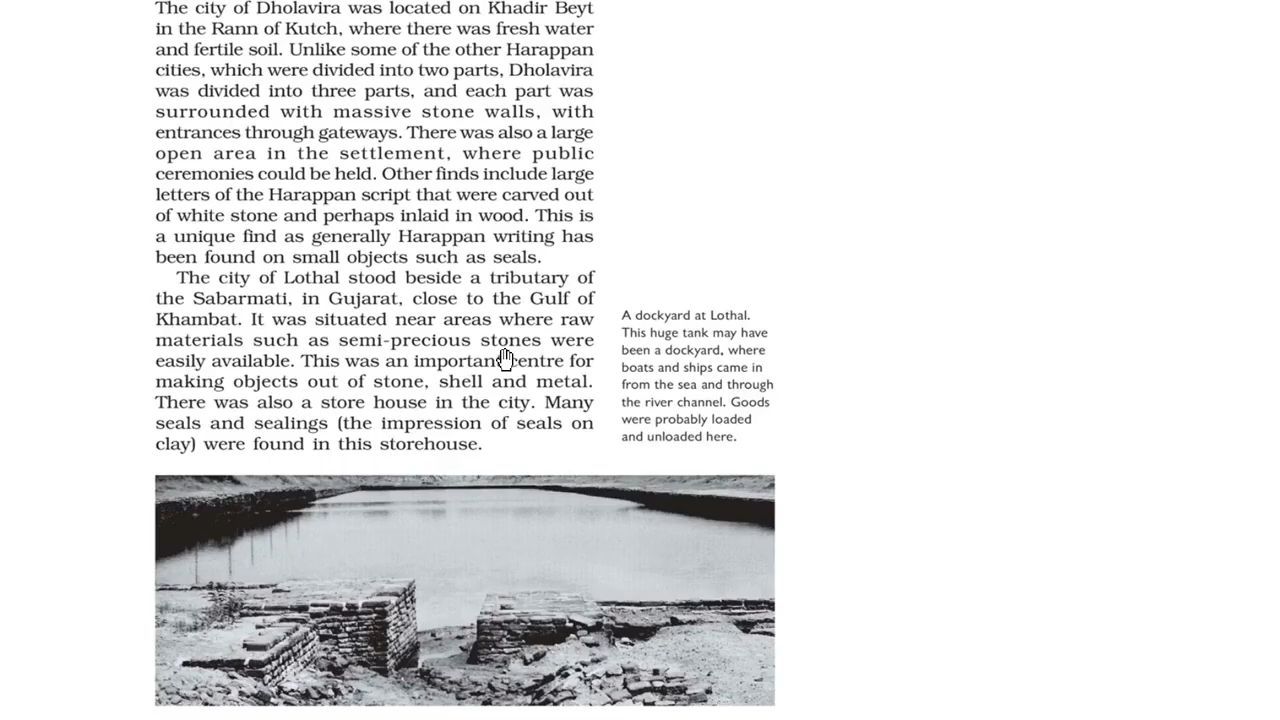 The city of Dholavira was located on Khadir Beyt
in the Rann of Kutch, where there was fresh water
and fertile soil. Unlike some of the other Harappan
cities, which were divided into two parts, Dholavira
was divided into three parts, and each part was
surrounded with massive stone walls, with
entrances through gateways. There was also a large
open area in the settlement, where public
ceremonies could be held. Other finds include large
letters of the Harappan script that were carved out
of white stone and perhaps inlaid in wood. This is
a unique find as generally Harappan writing has
been found on small objects such as seals.
The city of Lothal stood beside a tributary of
the Sabarmati, in Gujarat, close to the Gulf of
Khambat. It was situated near areas where raw
materials such as semi-precious stones were
easily available. This was an important centre for
making objects out of stone, shell and metal.
There was also a store house in the city. Many
seals and sealings (the impression of seals on
clay) were found in this storehouse.
A dockyard at Lothal.
This huge tank may have
been a dockyard, where
boats and ships came in
from the sea and through
the river channel. Goods
were probably loaded
and unloaded here.